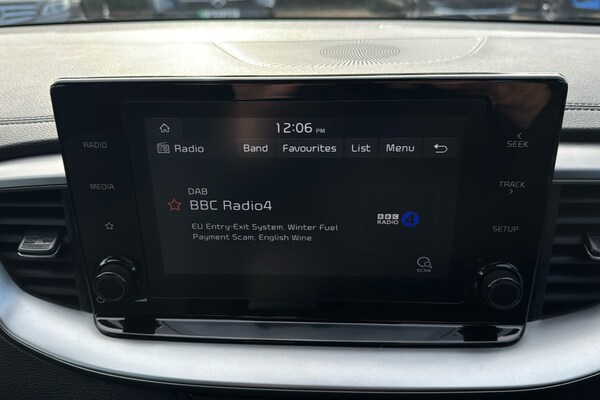 12:06 PM
RADIO
Radio
Band
Favourites
List
Menu
SEEK
MEDIA
DAB
BBC Radio4
EU Entry-Exit System, Winter Fuel
Payment Scam, English Wine
BBC
RADIO 4
TRACK
SETUP
SCAN